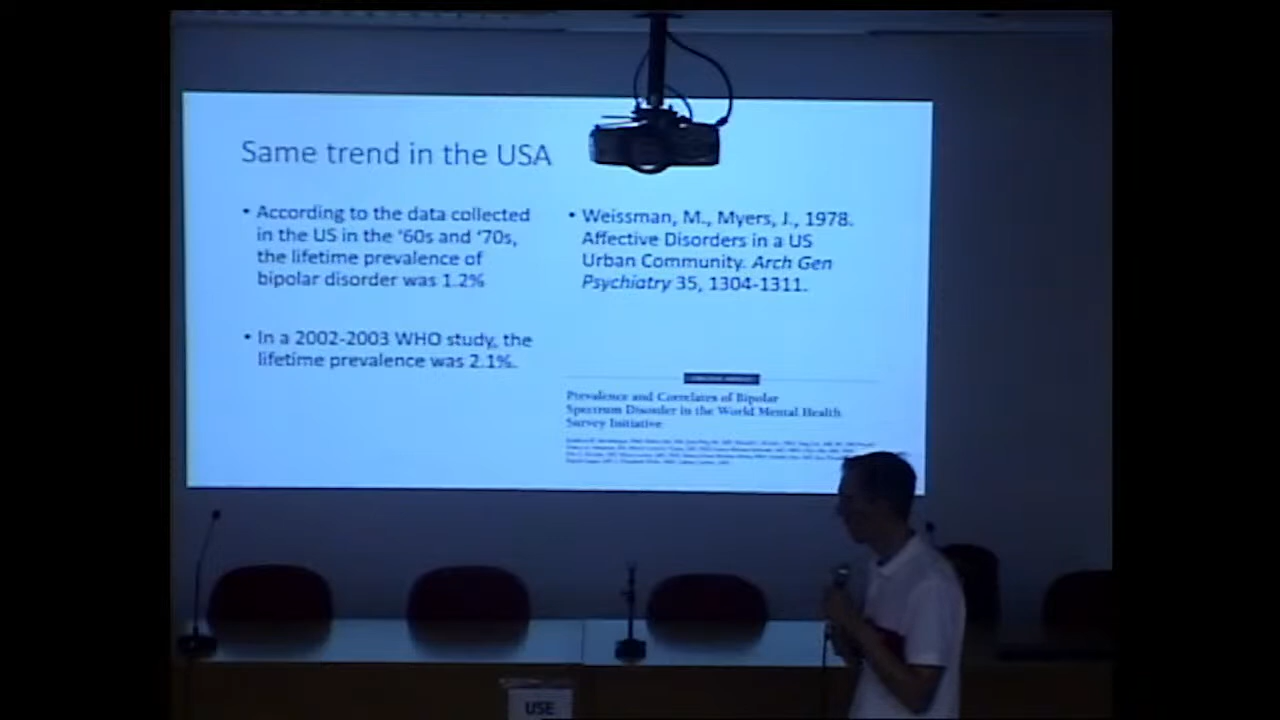 Same trend in the USA
• According to the data collected
in the US in the '60s and '70s,
the lifetime prevalence of
bipolar disorder was 1.2%
• In a 2002-2003 WHO study, the
lifetime prevalence was 2.1%.
• Weissman, M., Myers, J., 1978.
Affective Disorders in a US
Urban Community. Arch Gen
Psychiatry 35, 1304-1311.
Prevalence and Correlates of Bipolar
Spectrum Disorder in the World Mental Health
Survey Initiative
USE